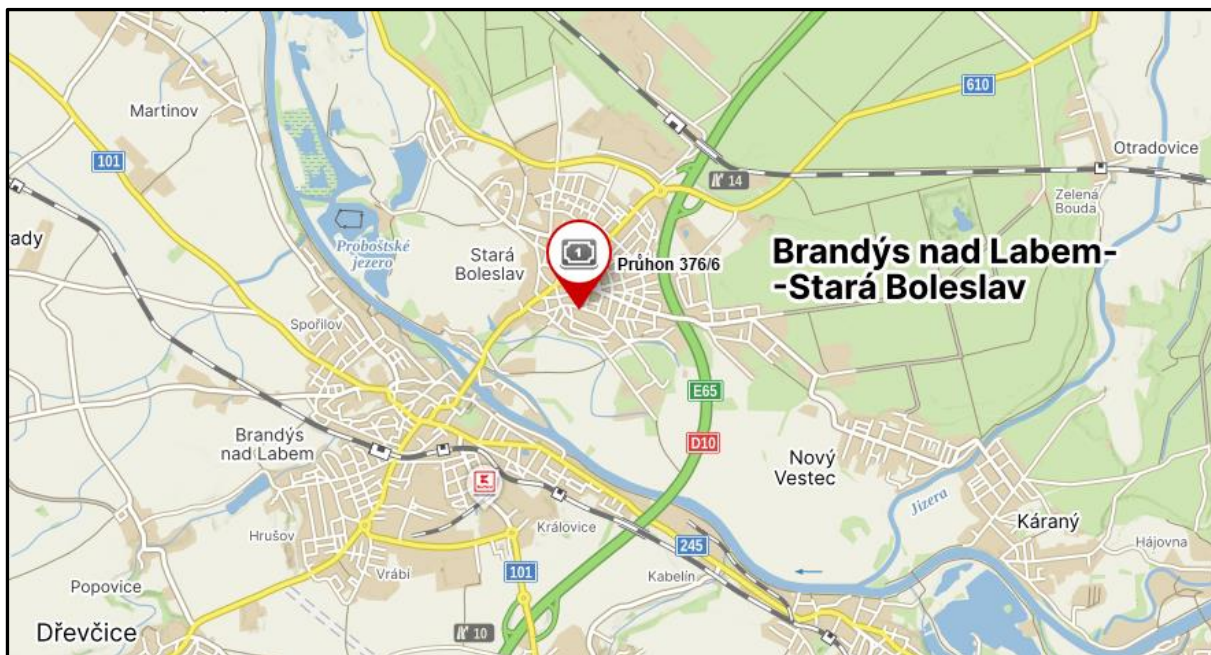 610
Martinov
101
Otradovice
14
Zelená
Bouda
ady
Proboštské
jezero
Stará
Boleslav
1
Průhon 376/6
Brandýs nad Labem-
-Stará Boleslav
Spořilov
E65
D10
Brandýs
nad Labem
Nový
Vestec
K
Jizera
Káraný
Hrušov
Královice
245
Hájovna
Vrábí
101
Kabelín
Popovice
Dřevčice
10